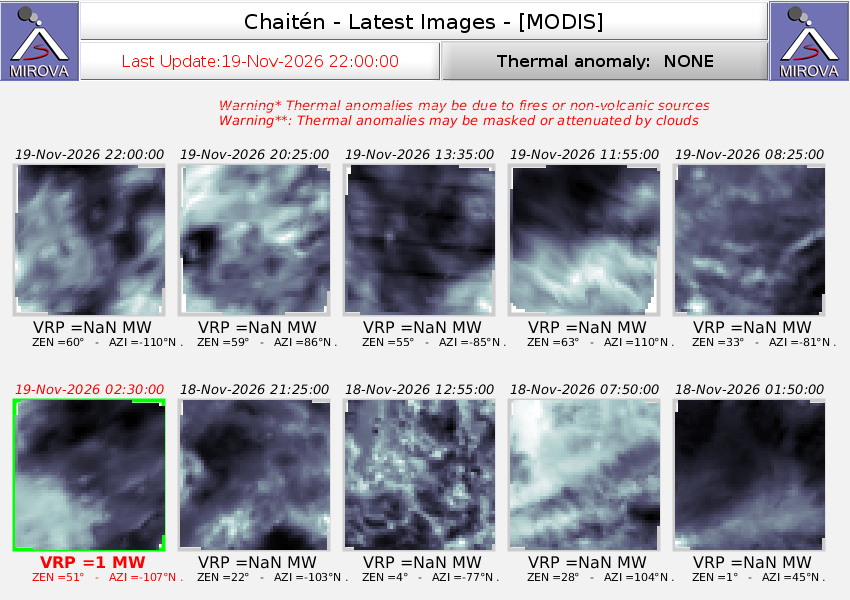 Chaitén - Latest Images - [MODIS]
MIROVA
Last Update:19-Nov-2026 22:00:00
Thermal anomaly: NONE
MIROVA
Warning* Thermal anomalies may be due to fires or non-volcanic sources
Warning**: Thermal anomalies may be masked or attenuated by clouds
19-Nov-2026 22:00:00 19-Nov-2026 20:25:00 19-Nov-2026 13:35:00 19-Nov-2026 11:55:00 19-Nov-2026 08:25:00
VRP =NaN MW VRP =NaN MW VRP =NaN MW VRP =NaN MW VRP =NaN MW
ZEN =60° - AZI =-110°N . ZEN =59° - AZI =86°N . ZEN =55° - AZI =-85°N . ZEN =63° - AZI =110°N . ZEN =33° - AZI =-81°N .
19-Nov-2026 02:30:00 18-Nov-2026 21:25:00 18-Nov-2026 12:55:00 18-Nov-2026 07:50:00 18-Nov-2026 01:50:00
VRP =1 MW VRP =NaN MW VRP =NaN MW VRP =NaN MW VRP =NaN MW
ZEN =51° - AZI =-107°N . ZEN =22° - AZI =-103°N . ZEN =4° - AZI =-77°N . ZEN =28° - AZI =104°N . ZEN =1° - AZI =45°N .